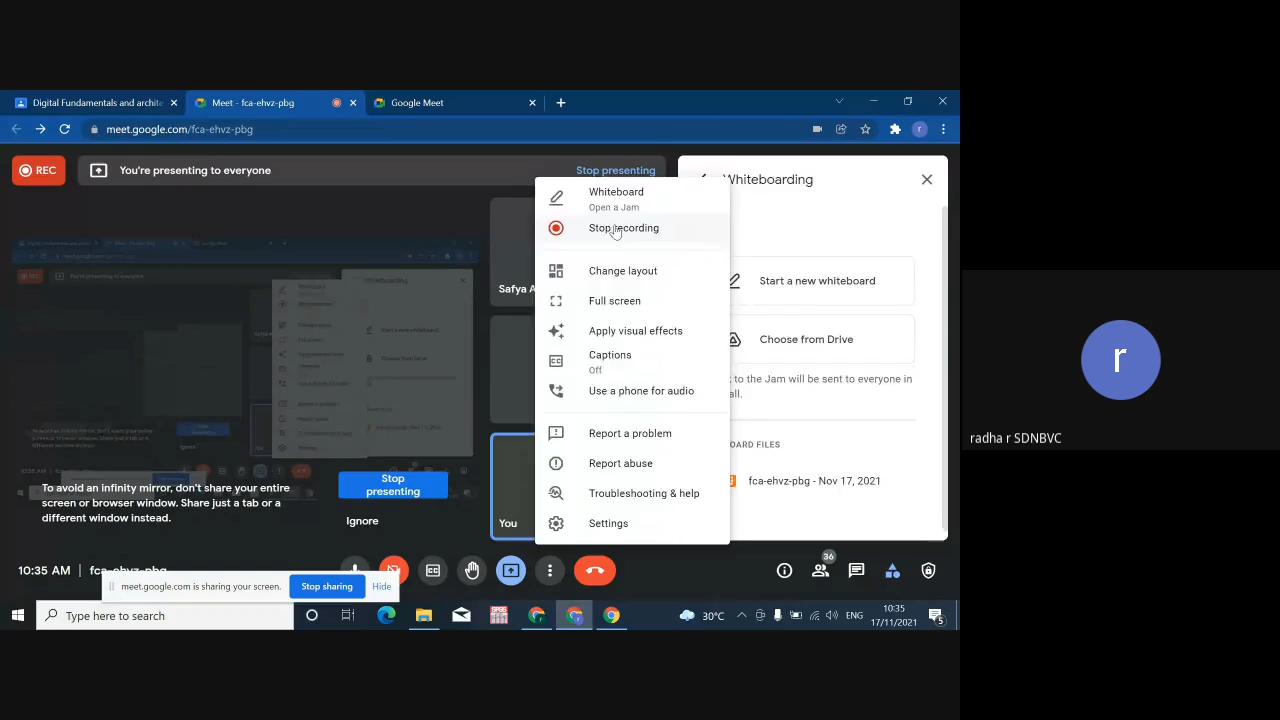 Digital Fundamentals and archite
Meet - fca-ehvz-pbg
Google Meet
meet.google.com/fca-ehvz-pbg
REC
You're presenting to everyone
Stop presenting
Whiteboarding
Whiteboard
Open a Jam
Stop recording
Change layout
Full screen
Apply visual effects
Captions
Off
Use a phone for audio
Report a problem
Report abuse
Troubleshooting & help
Settings
Start a new whiteboard
Choose from Drive
to the Jam will be sent to everyone in
all.
OARD FILES
fca-ehvz-pbg - Nov 17, 2021
Safya A
You
To avoid an infinity mirror, don't share your entire
screen or browser window. Share just a tab or a
different window instead.
Stop
presenting
Ignore
r
radha r SDNBVC
10:35 AM | fca-ehvz-pbg
36
meet.google.com is sharing your screen.
Stop sharing
Hide
Type here to search
30°C
ENG
10:35
17/11/2021
5